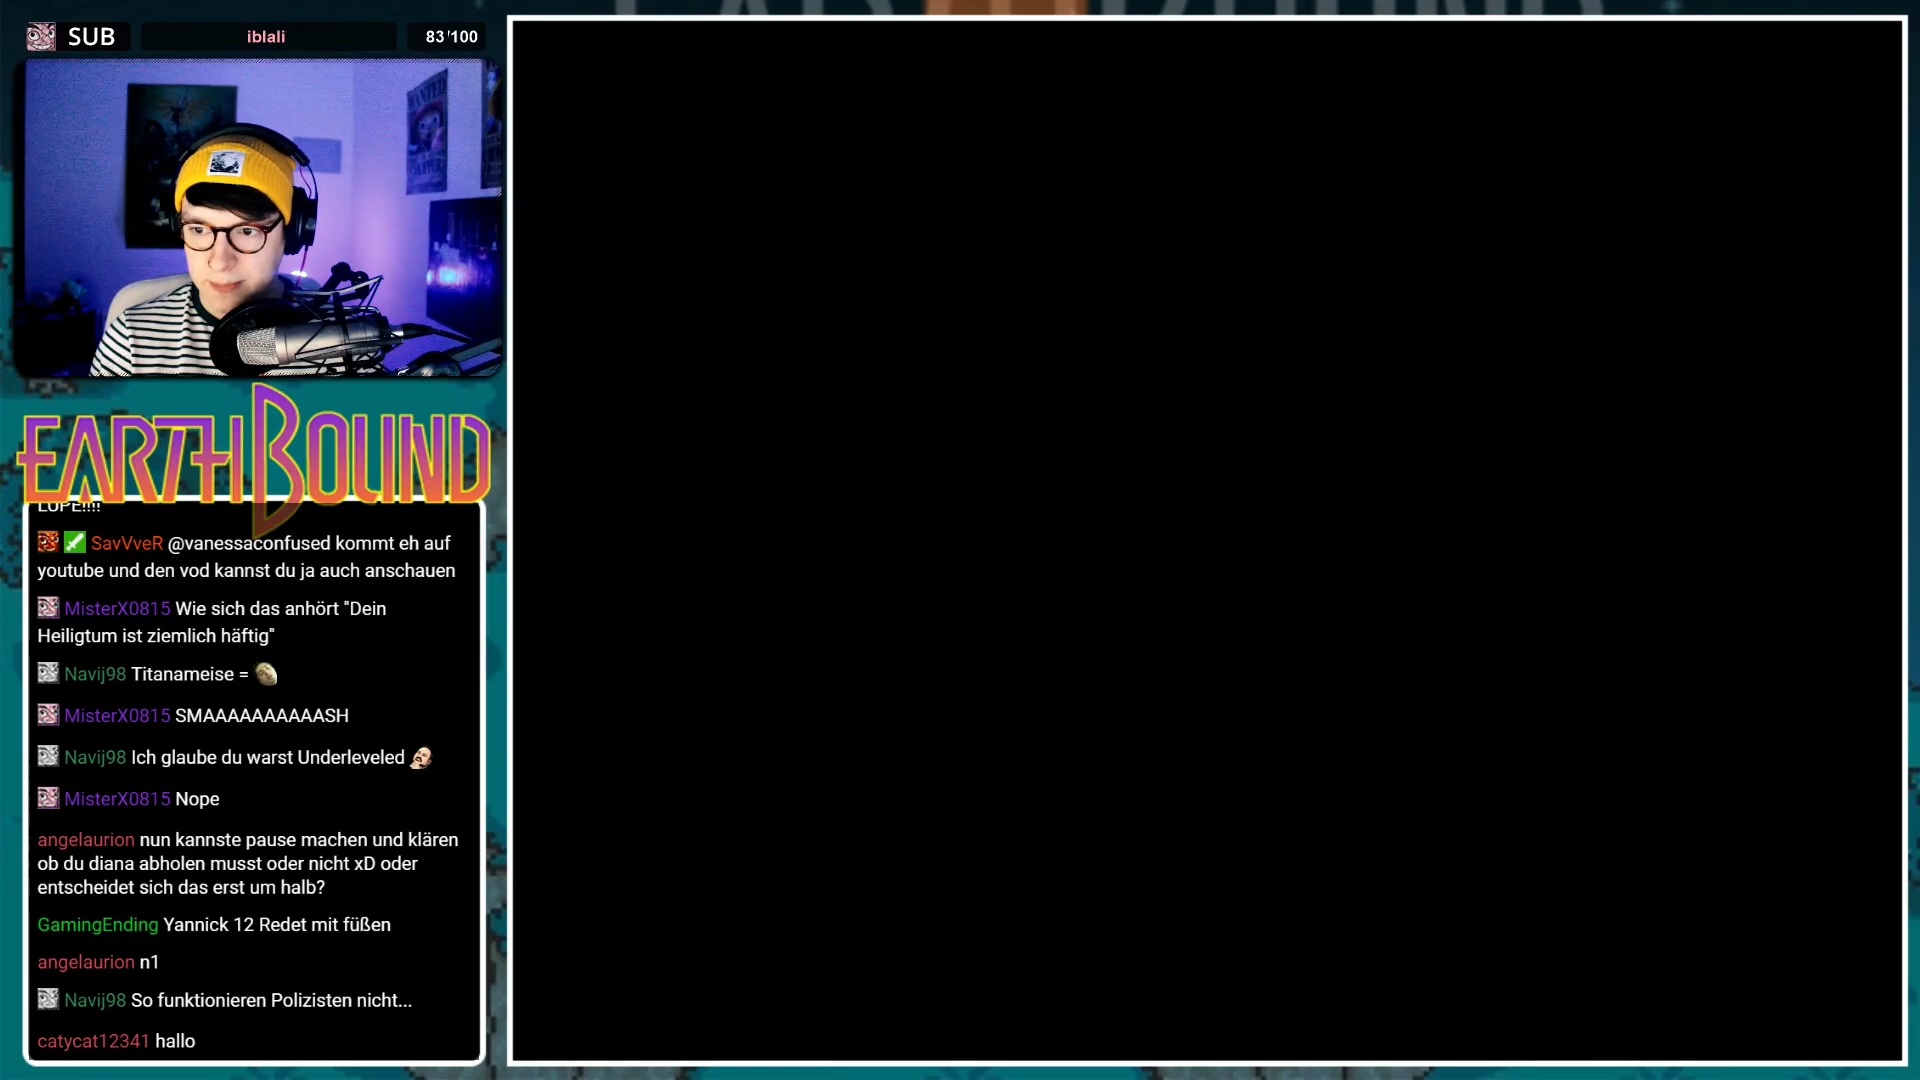 SUB
iblali
83/100
WANTED
EARTHBOUND
LOPE!!!!
SavVveR @vanessaconfused kommt eh auf
youtube und den vod kannst du ja auch anschauen
MisterX0815 Wie sich das anhört "Dein
Heiligtum ist ziemlich häftig"
Navij98 Titanameise =
MisterX0815 SMAAAAAAAAAASH
Navij98 Ich glaube du warst Underleveled
MisterX0815 Nope
angelaurion nun kannste pause machen und klären
ob du diana abholen musst oder nicht xD oder
entscheidet sich das erst um halb?
GamingEnding Yannick 12 Redet mit füßen
angelaurion n1
Navij98 So funktionieren Polizisten nicht...
catycat12341 hallo